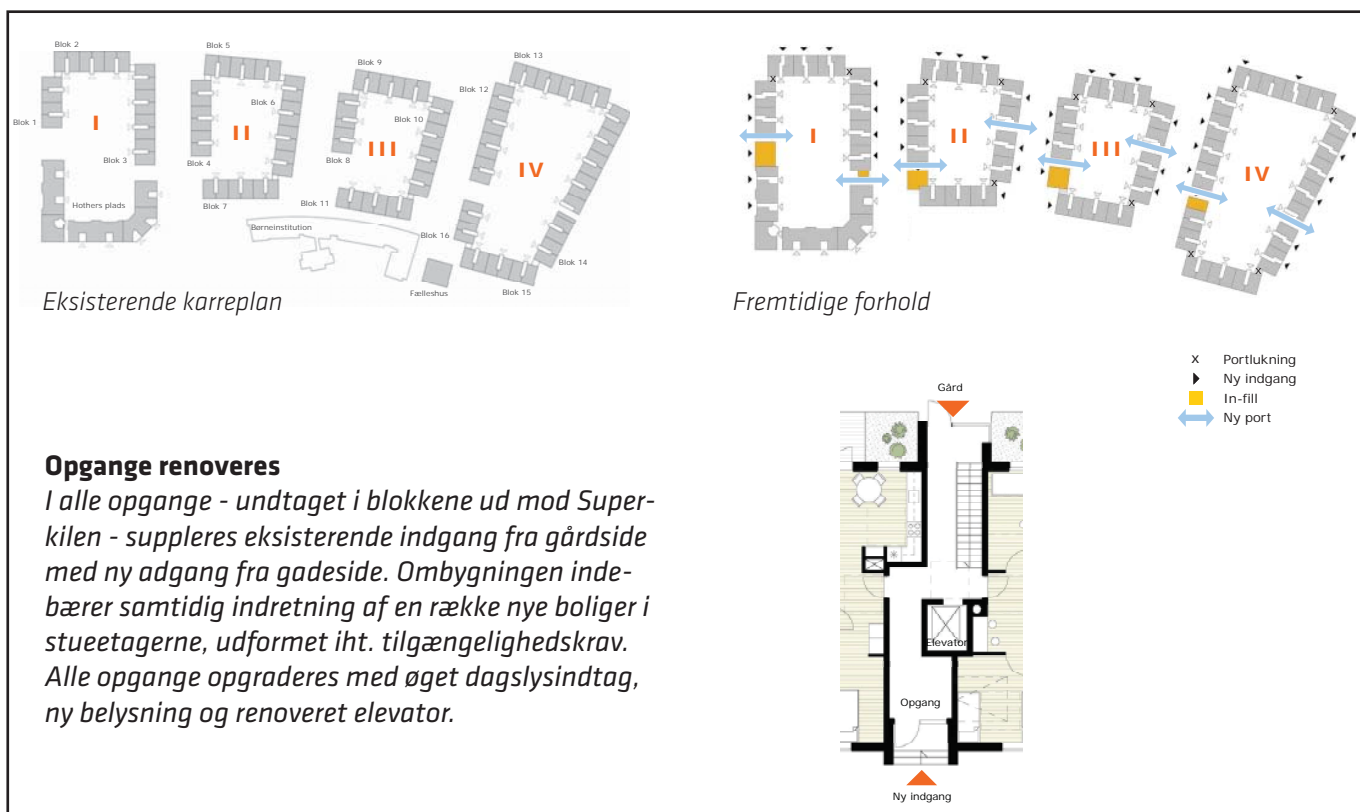 Blok 2
Blok 5
Blok 9
Blok 13
Blok 12
Blok 6
Blok 10
Blok 1
I
II
III
IV
Blok 3
Blok 4
Blok 8
Blok 7
Blok 11
Hothers plads
Børneinstitution
Blok 16
Blok 14
Blok 15
Fælleshus
Eksisterende karreplan
x
x
x
x
x
x
x
x
x
x
x
I
II
III
IV
Fremtidige forhold
x Portlukning
Ny indgang
In-fill
Ny port
Opgange renoveres
I alle opgange - undtaget i blokkene ud mod Super-
kilen - suppleres eksisterende indgang fra gårdside
med ny adgang fra gadeside. Ombygningen inde-
bærer samtidig indretning af en række nye boliger i
stueetagerne, udformet iht. tilgængelighedskrav.
Alle opgange opgraderes med øget dagslysindtag,
ny belysning og renoveret elevator.
Gård
Elevator
Opgang
Ny indgang